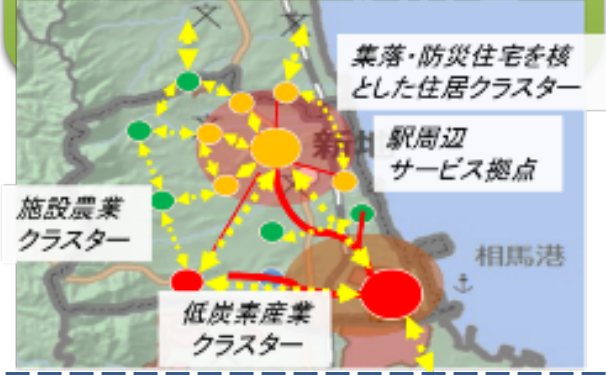 集落・防災住宅を核
とした住居クラスター
新地
駅周辺
サービス拠点
施設農業
クラスター
相馬港
低炭素産業
クラスター